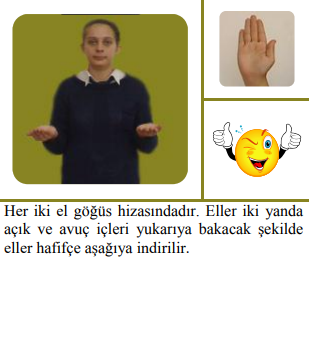 Her iki el göğüs hizasındadır. Eller iki yanda
açık ve avuç içleri yukarıya bakacak şekilde
eller hafifçe aşağıya indirilir.